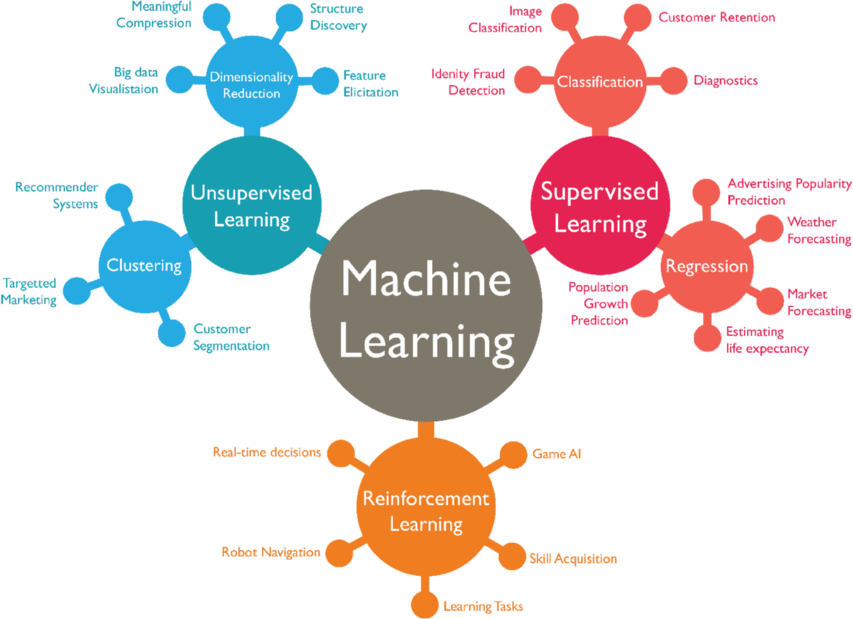 Meaningful
Compression
Structure
Discovery
Big data
Visualistaion
Dimensionality
Reduction
Feature
Elicitation
Image
Classification
Customer Retention
Idenity Fraud
Detection
Classification
Diagnostics
Unsupervised
Learning
Supervised
Learning
Recommender
Systems
Clustering
Targetted
Marketing
Customer
Segmentation
Machine
Learning
Advertising Popularity
Prediction
Weather
Forecasting
Regression
Population
Growth
Prediction
Market
Forecasting
Estimating
life expectancy
Real-time decisions
Game AI
Reinforcement
Learning
Robot Navigation
Skill Acquisition
Learning Tasks